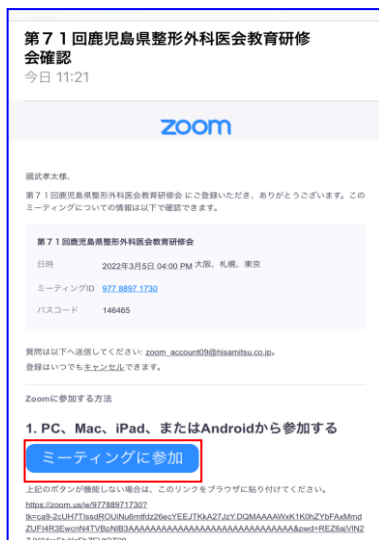 第71回鹿児島県整形外科医会教育研修
会確認
今日 11:21
zoom
國武孝太様、
第71回鹿児島県整形外科医会教育研修会 にご登録いただき、ありがとうございます。この
ミーティングについての情報は以下で確認できます。
第71回鹿児島県整形外科医会教育研修会
日時 2022年3月5日 04:00 PM 大阪、札幌、東京
ミーティングID 977 8897 1730
パスコード 146465
質問は以下へ送信してください: zoom_account09@hisamitsu.co.jp。
登録はいつでもキャンセルできます。
Zoomに参加する方法
1. PC、Mac、iPad、またはAndroidから参加する
ミーティングに参加
上記のボタンが機能しない場合は、このリンクをブラウザに貼り付けてください。
https://zoom.us/w/97788971730?